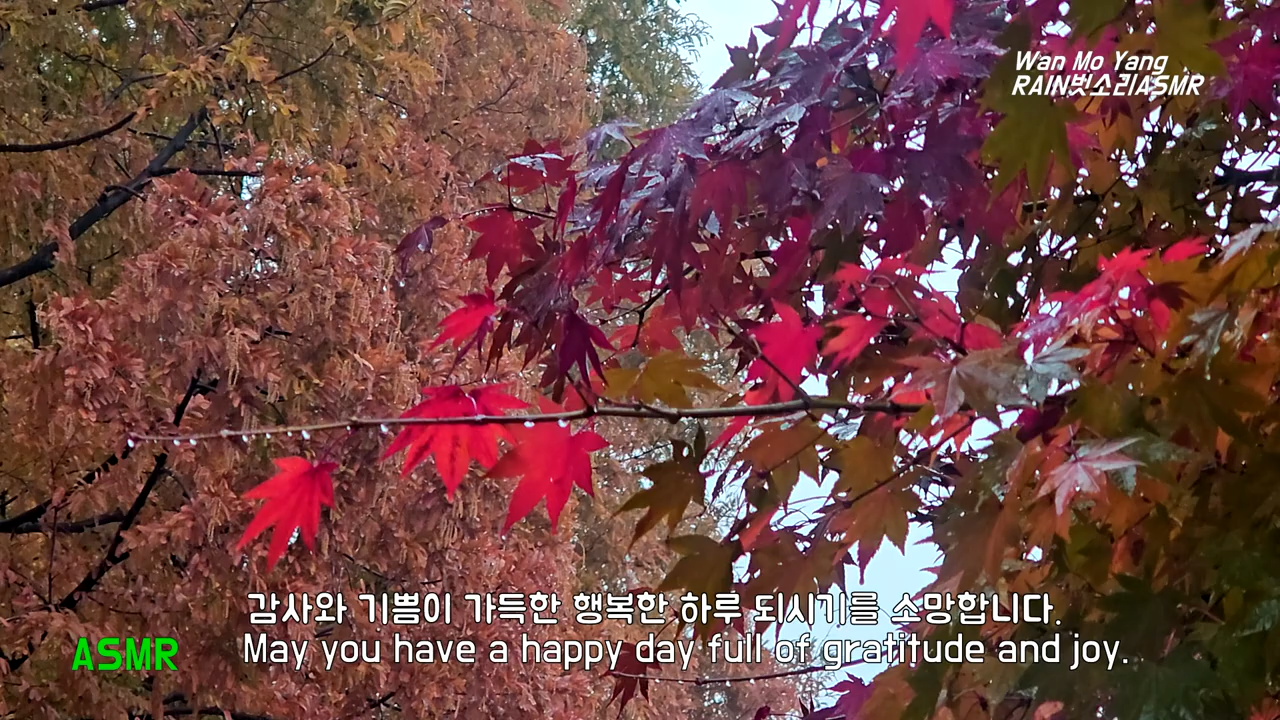 Wan Mo Yang
RAIN벗소리ASMR
감사와 기쁨이 가득한 행복한 하루 되시기를 소망합니다.
ASMR
May you have a happy day full of gratitude and joy.